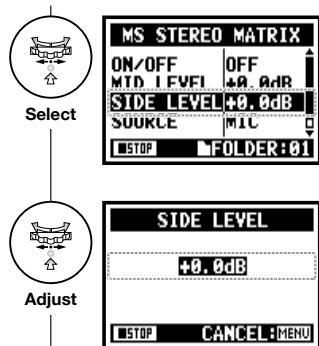 MS STEREO MATRIX
ON/OFF OFF
MID LEVEL +0.0dB
SIDE LEVEL +0.0dB
SOURCE MIC
STOP FOLDER:01
Select
SIDE LEVEL
+0.0dB
STOP CANCEL:MENU
Adjust